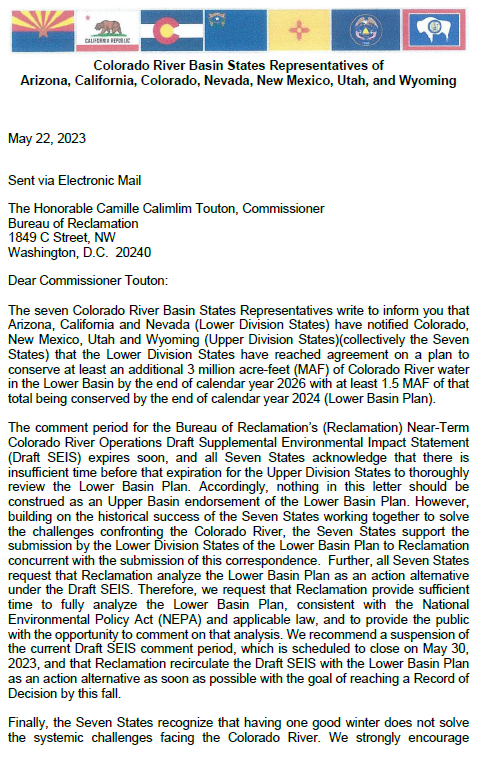 CALIFORNIA REPUBLIC
Colorado River Basin States Representatives of
Arizona, California, Colorado, Nevada, New Mexico, Utah, and Wyoming
May 22, 2023
Sent via Electronic Mail
The Honorable Camille Calimlim Touton, Commissioner
Bureau of Reclamation
1849 C Street, NW
Washington, D.C. 20240
Dear Commissioner Touton:
The seven Colorado River Basin States Representatives write to inform you that
Arizona, California and Nevada (Lower Division States) have notified Colorado,
New Mexico, Utah and Wyoming (Upper Division States)(collectively the Seven
States) that the Lower Division States have reached agreement on a plan to
conserve at least an additional 3 million acre-feet (MAF) of Colorado River water
in the Lower Basin by the end of calendar year 2026 with at least 1.5 MAF of that
total being conserved by the end of calendar year 2024 (Lower Basin Plan).
The comment period for the Bureau of Reclamation's (Reclamation) Near-Term
Colorado River Operations Draft Supplemental Environmental Impact Statement
(Draft SEIS) expires soon, and all Seven States acknowledge that there is
insufficient time before that expiration for the Upper Division States to thoroughly
review the Lower Basin Plan. Accordingly, nothing in this letter should be
construed as an Upper Basin endorsement of the Lower Basin Plan. However,
building on the historical success of the Seven States working together to solve
the challenges confronting the Colorado River, the Seven States support the
submission by the Lower Division States of the Lower Basin Plan to Reclamation
concurrent with the submission of this correspondence. Further, all Seven States
request that Reclamation analyze the Lower Basin Plan as an action alternative
under the Draft SEIS. Therefore, we request that Reclamation provide sufficient
time to fully analyze the Lower Basin Plan, consistent with the National
Environmental Policy Act (NEPA) and applicable law, and to provide the public
with the opportunity to comment on that analysis. We recommend a suspension of
the current Draft SEIS comment period, which is scheduled to close on May 30,
2023, and that Reclamation recirculate the Draft SEIS with the Lower Basin Plan
as an action alternative as soon as possible with the goal of reaching a Record of
Decision by this fall.
Finally, the Seven States recognize that having one good winter does not solve
the systemic challenges facing the Colorado River. We strongly encourage